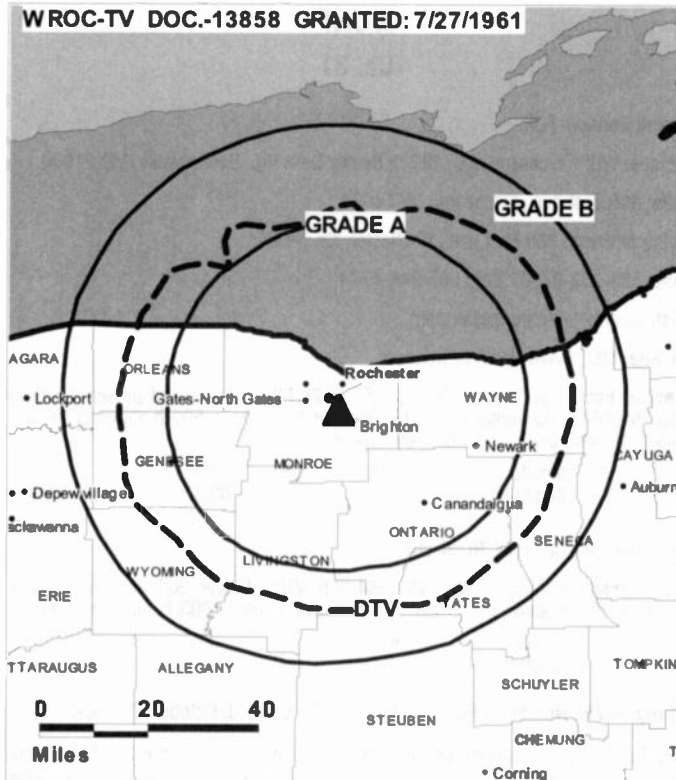 WROC-TV DOC.-13858 GRANTED: 7/27/1961
GRADE B
GRADE A
AGARA
ORLEANS
Rochester
Lockport
Gates-North Gates
WAYNE
Brighton
Newark
GENESEE
MONROE
CAYUGA
Depew village
Auburn
Canandaigua
ackawanna
ONTARIO
SENECA
LIVINGSTON
WYOMING
ERIE
DTV
YATES
TTARAUGUS
ALLEGANY
TOMPKIN
SCHUYLER
0 20 40
STEUBEN
CHEMUNG
Miles
T
Corning